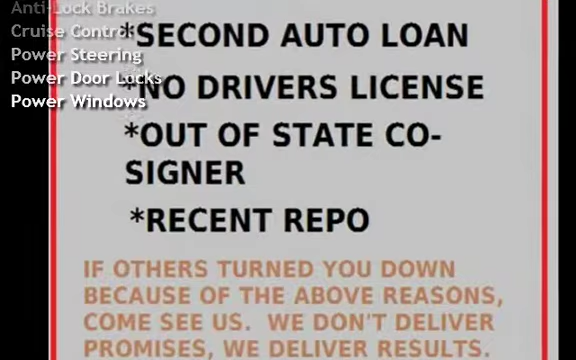 Anti-Lock Brakes
Cruise Control
Power Steering
Power Door Locks
Power Windows
*SECOND AUTO LOAN
*NO DRIVERS LICENSE
*OUT OF STATE CO-
SIGNER
*RECENT REPO
IF OTHERS TURNED YOU DOWN
BECAUSE OF THE ABOVE REASONS,
COME SEE US. WE DON'T DELIVER
PROMISES, WE DELIVER RESULTS.